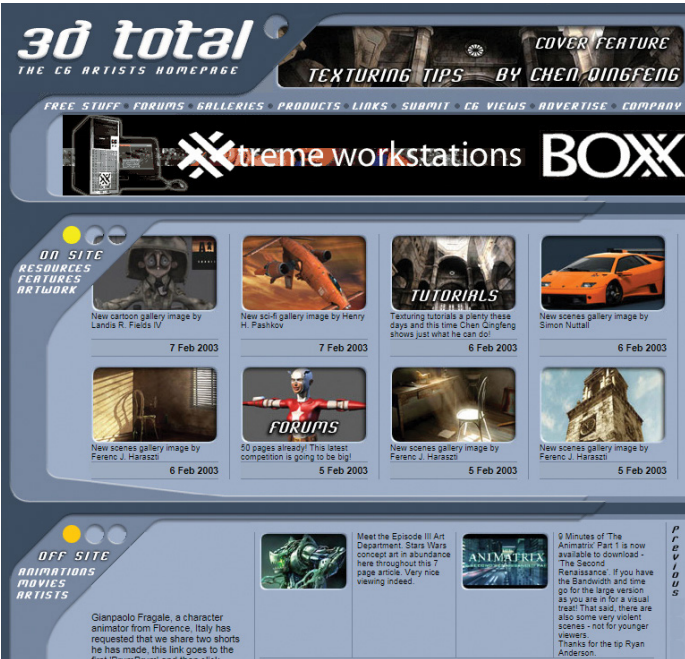 3d total
THE CG ARTISTS HOMEPAGE
COVER FEATURE
TEXTURING TIPS BY CHEN QINGFENG
FREE STUFF • FORUMS • GALLERIES • PRODUCTS • LINKS • SUBMIT • CG VIEWS • ADVERTISE • COMPANY
Xtreme workstations BOXX
ON SITE
RESOURCES
FEATURES
ARTWORK
New cartoon gallery image by
Landis R. Fields IV
7 Feb 2003
New sci-fi gallery image by Henry
H. Pashkov
7 Feb 2003
TUTORIALS
Texturing tutorials a plenty these
days and this time Chen Qingfeng
shows just what he can do!
6 Feb 2003
New scenes gallery image by
Simon Nuttall
6 Feb 2003
New scenes gallery image by
Ferenc J. Haraszti
6 Feb 2003
FORUMS
50 pages already! This latest
competition is going to be big!
5 Feb 2003
New scenes gallery image by
Ferenc J. Haraszti
5 Feb 2003
New scenes gallery image by
Ferenc J. Haraszti
5 Feb 2003
OFF SITE
ANIMATIONS
MOVIES
ARTISTS
Gianpaolo Fragale, a character
animator from Florence, Italy has
requested that we share two shorts
he has made, this link goes to the
Meet the Episode III Art
Department. Stars Wars
concept art in abundance
here throughout this 7
page article. Very nice
viewing indeed.
ANIMATRIX
9 Minutes of 'The
Animatrix' Part 1 is now
available to download -
'The Second
Renaissance'. If you have
the Bandwidth and time
go for the large version
as you are in for a visual
treat! That said, there are
also some very violent
scenes - not for younger
viewers.
Thanks for the tip Ryan
Anderson.
Previous